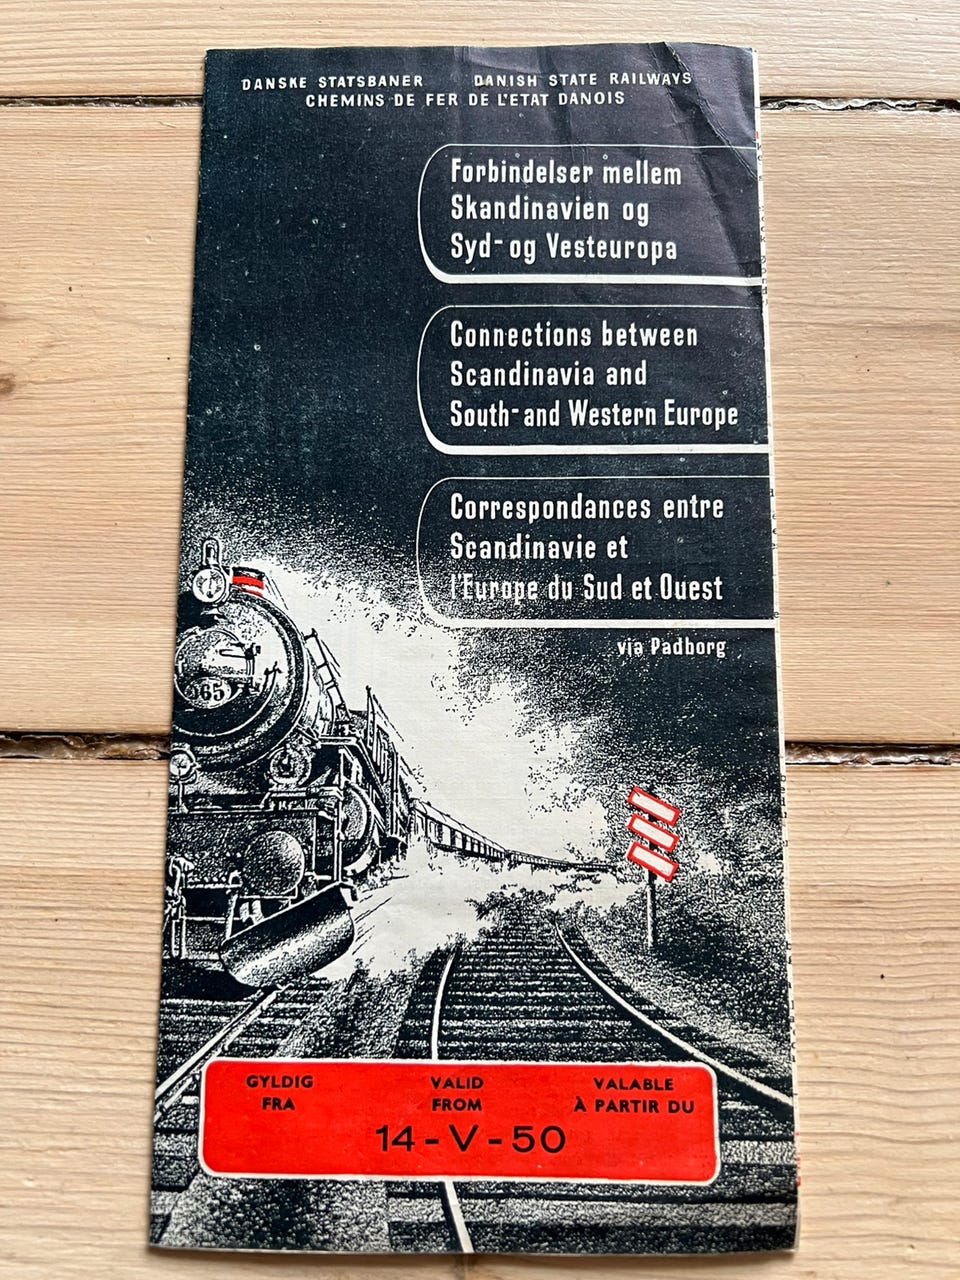 DANSKE STATSBANER DANISH STATE RAILWAYS
CHEMINS DE FER DE L'ETAT DANOIS
Forbindelser mellem
Skandinavien og
Syd- og Vesteuropa
Connections between
Scandinavia and
South- and Western Europe
Correspondances entre
Scandinavie et
l'Europe du Sud et Ouest
via Padborg
965
GYLDIG VALID VALABLE
FRA FROM À PARTIR DU
14-V-50